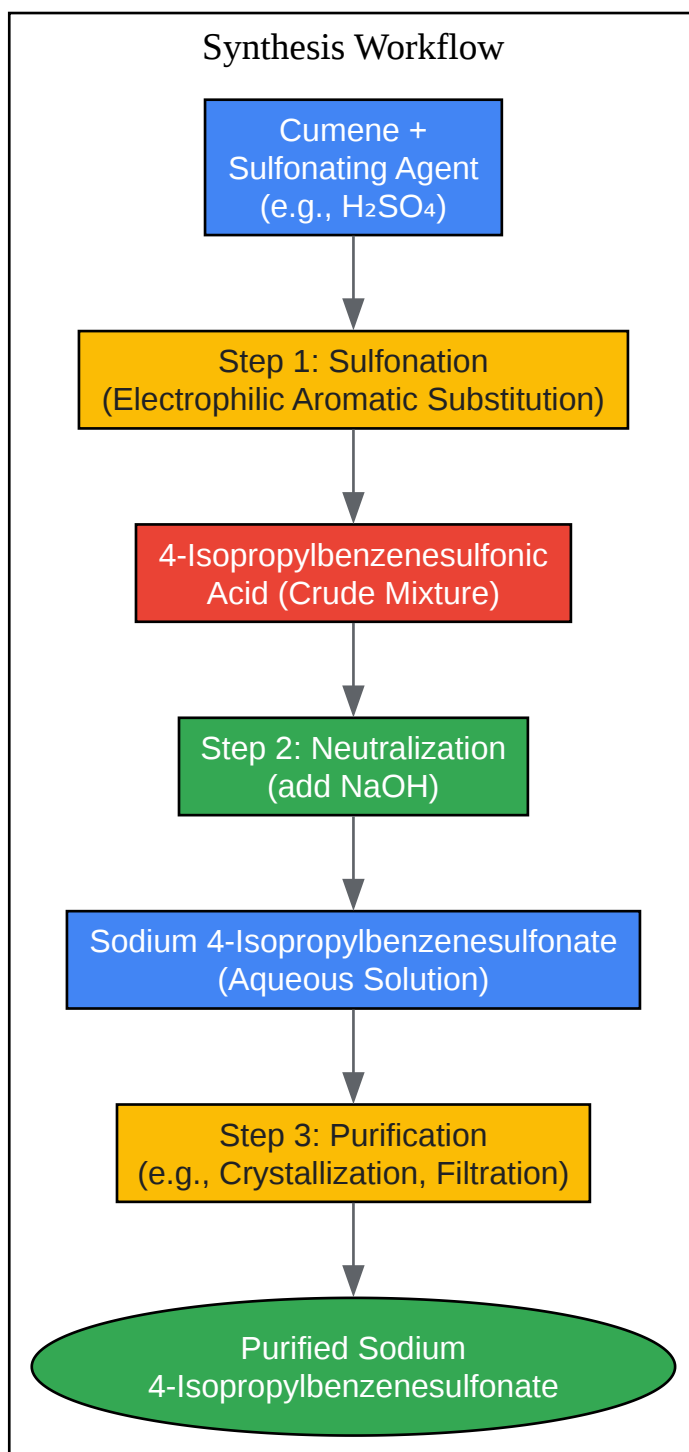 Synthesis Workflow
Cumene +
Sulfonating Agent
(e.g., H₂SO₄)
Step 1: Sulfonation
(Electrophilic Aromatic Substitution)
4-Isopropylbenzenesulfonic
Acid (Crude Mixture)
Step 2: Neutralization
(add NaOH)
Sodium 4-Isopropylbenzenesulfonate
(Aqueous Solution)
Step 3: Purification
(e.g., Crystallization, Filtration)
Purified Sodium
4-Isopropylbenzenesulfonate